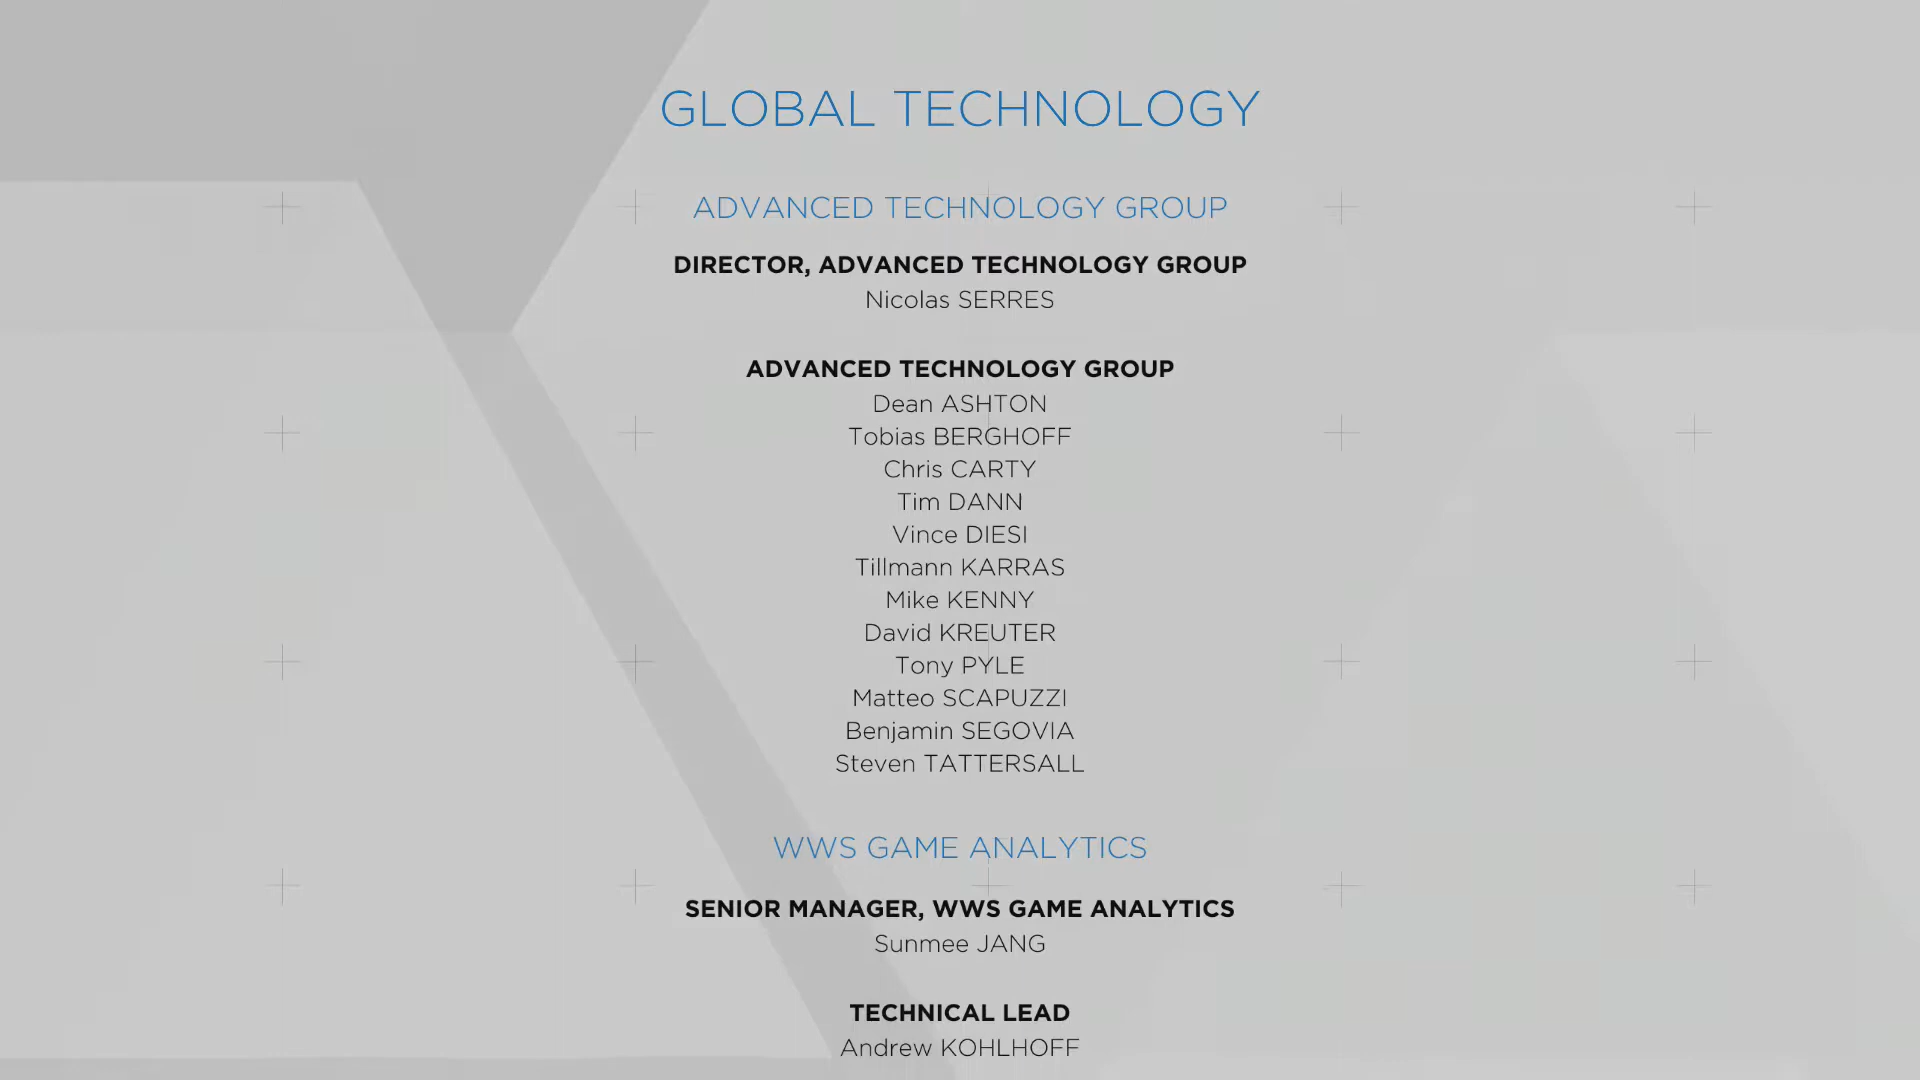 GLOBAL TECHNOLOGY
ADVANCED TECHNOLOGY GROUP
DIRECTOR, ADVANCED TECHNOLOGY GROUP
Nicolas SERRES
ADVANCED TECHNOLOGY GROUP
Dean ASHTON
Tobias BERGHOFF
Chris CARTY
Tim DANN
Vince DIESI
Tillmann KARRAS
Mike KENNY
David KREUTER
Tony PYLE
Matteo SCAPUZZI
Benjamin SEGOVIA
Steven TATTERSALL
WWS GAME ANALYTICS
SENIOR MANAGER, WWS GAME ANALYTICS
Sunmee JANG
TECHNICAL LEAD
Andrew KOHLHOFF